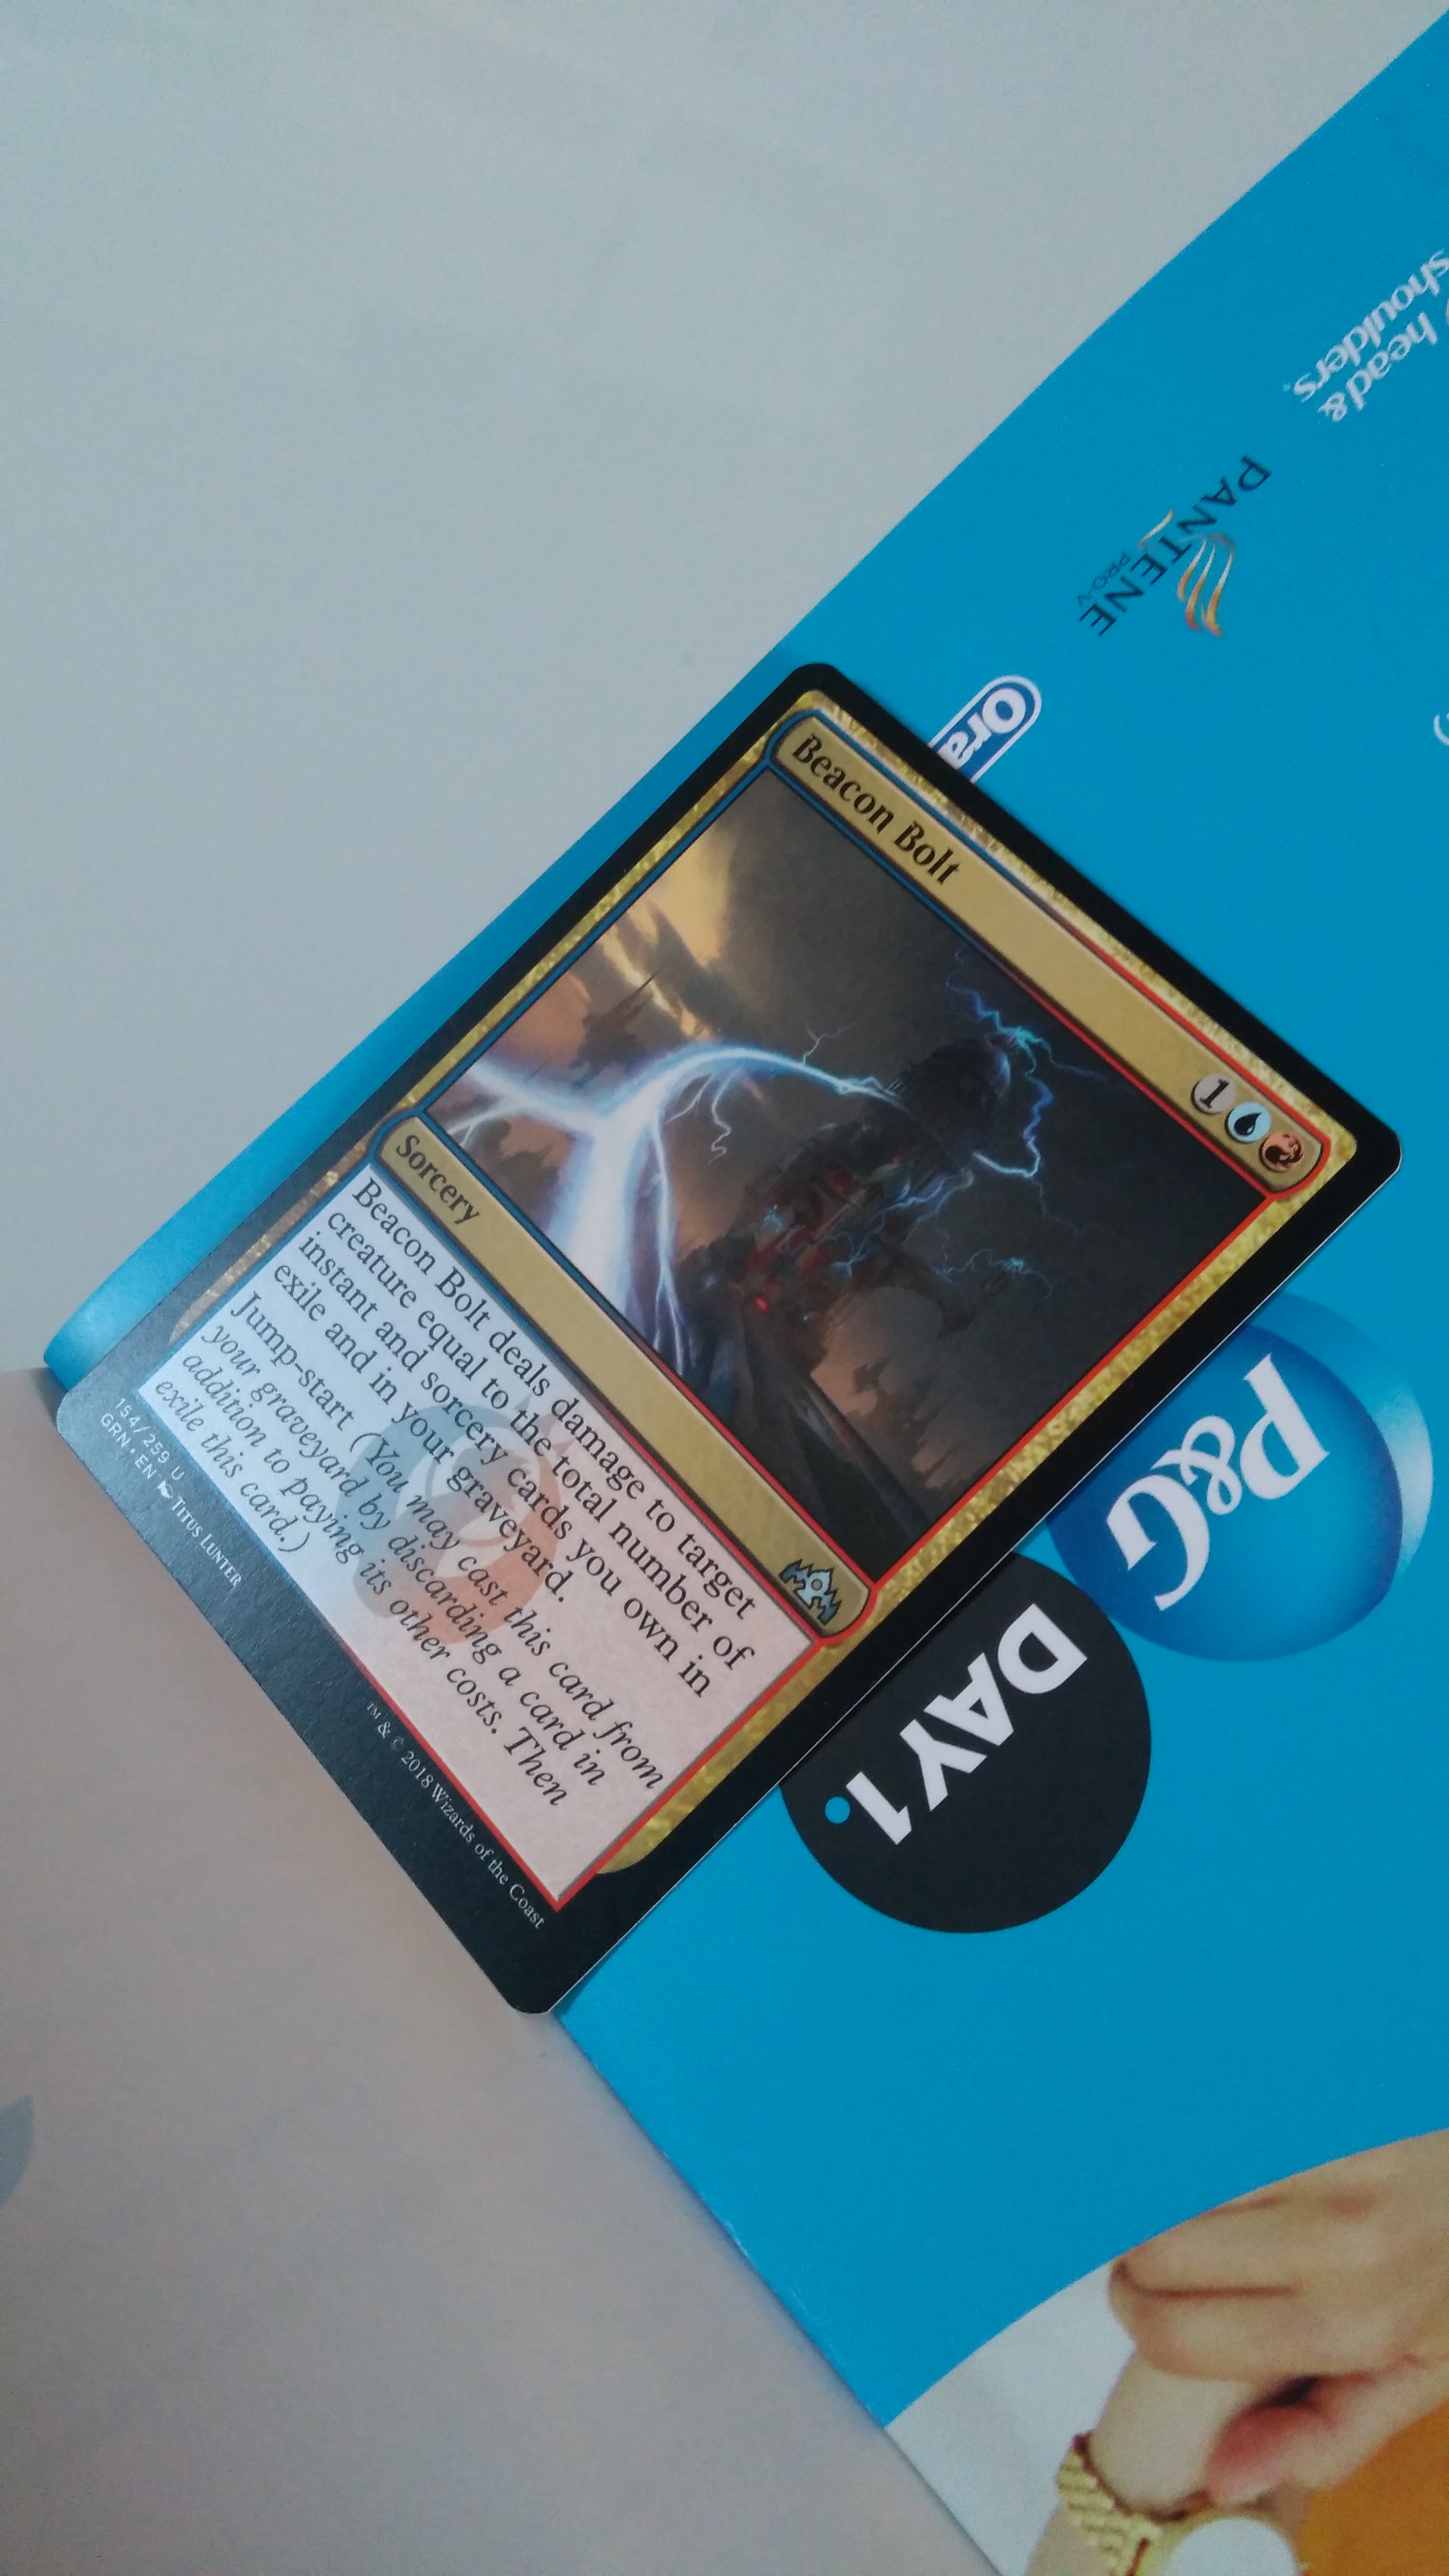 Beacon Bolt
1
Sorcery
Beacon Bolt deals damage to target
creature equal to the total number of
instant and sorcery cards you own in
exile and in your graveyard.
Jump-start (You may cast this card from
your graveyard by discarding a card in
addition to paying its other costs. Then
exile this card.)
154/259 U
GRN • EN TITUS LUNTER
™ & © 2018 Wizards of the Coast
head&
shoulders.
PANTENE
PRO-V
Ora
P&G
DAY 1.